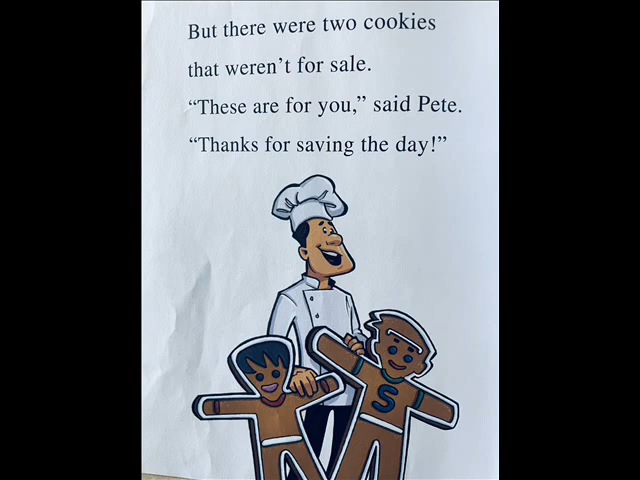 But there were two cookies
that weren't for sale.
“These are for you,” said Pete.
“Thanks for saving the day!”
S